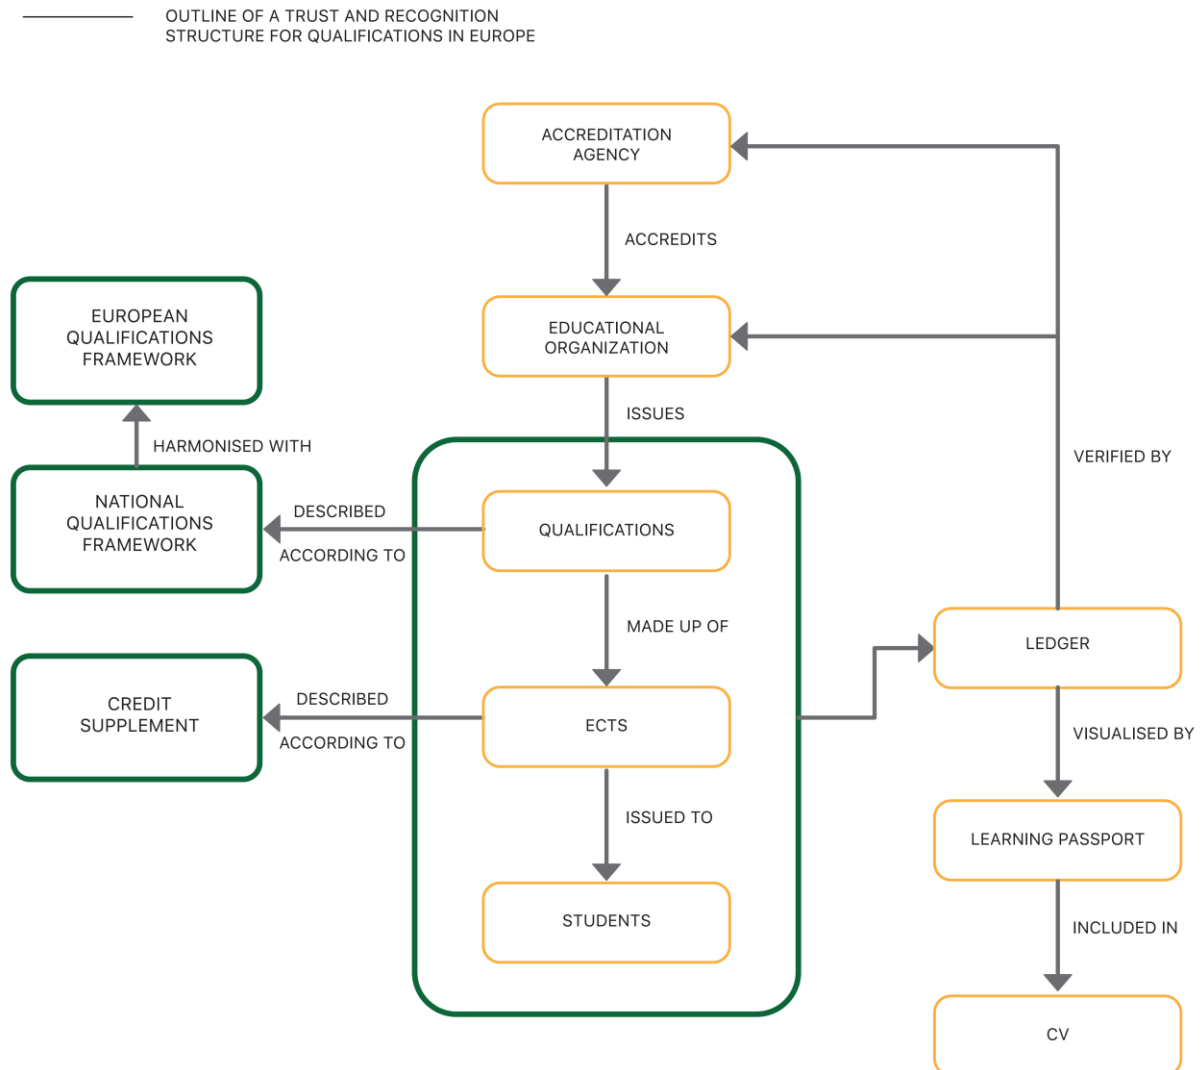 OUTLINE OF A TRUST AND RECOGNITION
STRUCTURE FOR QUALIFICATIONS IN EUROPE
ACCREDITATION
AGENCY
ACCREDITS
EDUCATIONAL
ORGANIZATION
ISSUES
EUROPEAN
QUALIFICATIONS
FRAMEWORK
HARMONISED WITH
NATIONAL
QUALIFICATIONS
FRAMEWORK
DESCRIBED
ACCORDING TO
QUALIFICATIONS
MADE UP OF
CREDIT
SUPPLEMENT
DESCRIBED
ACCORDING TO
ECTS
ISSUED TO
STUDENTS
VERIFIED BY
LEDGER
VISUALISED BY
LEARNING PASSPORT
INCLUDED IN
CV